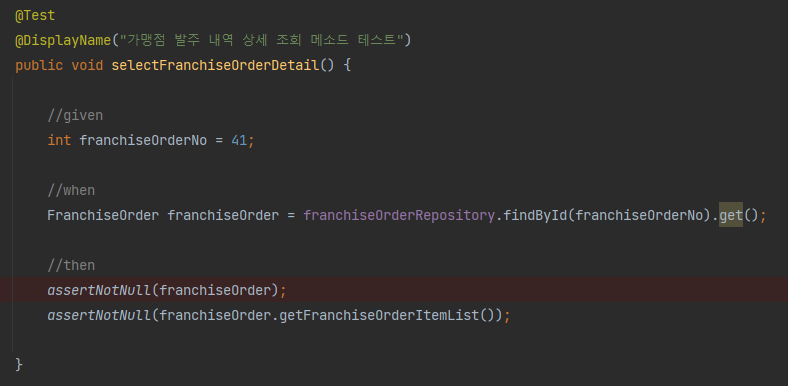 @Test
@DisplayName("가맹점 발주 내역 상세 조회 메소드 테스트")
public void selectFranchiseOrderDetail() {
//given
int franchiseOrderNo = 41;
//when
FranchiseOrder franchiseOrder = franchiseOrderRepository.findById(franchiseOrderNo).get();
//then
assertNotNull(franchiseOrder);
assertNotNull(franchiseOrder.getFranchiseOrderItemList());
}